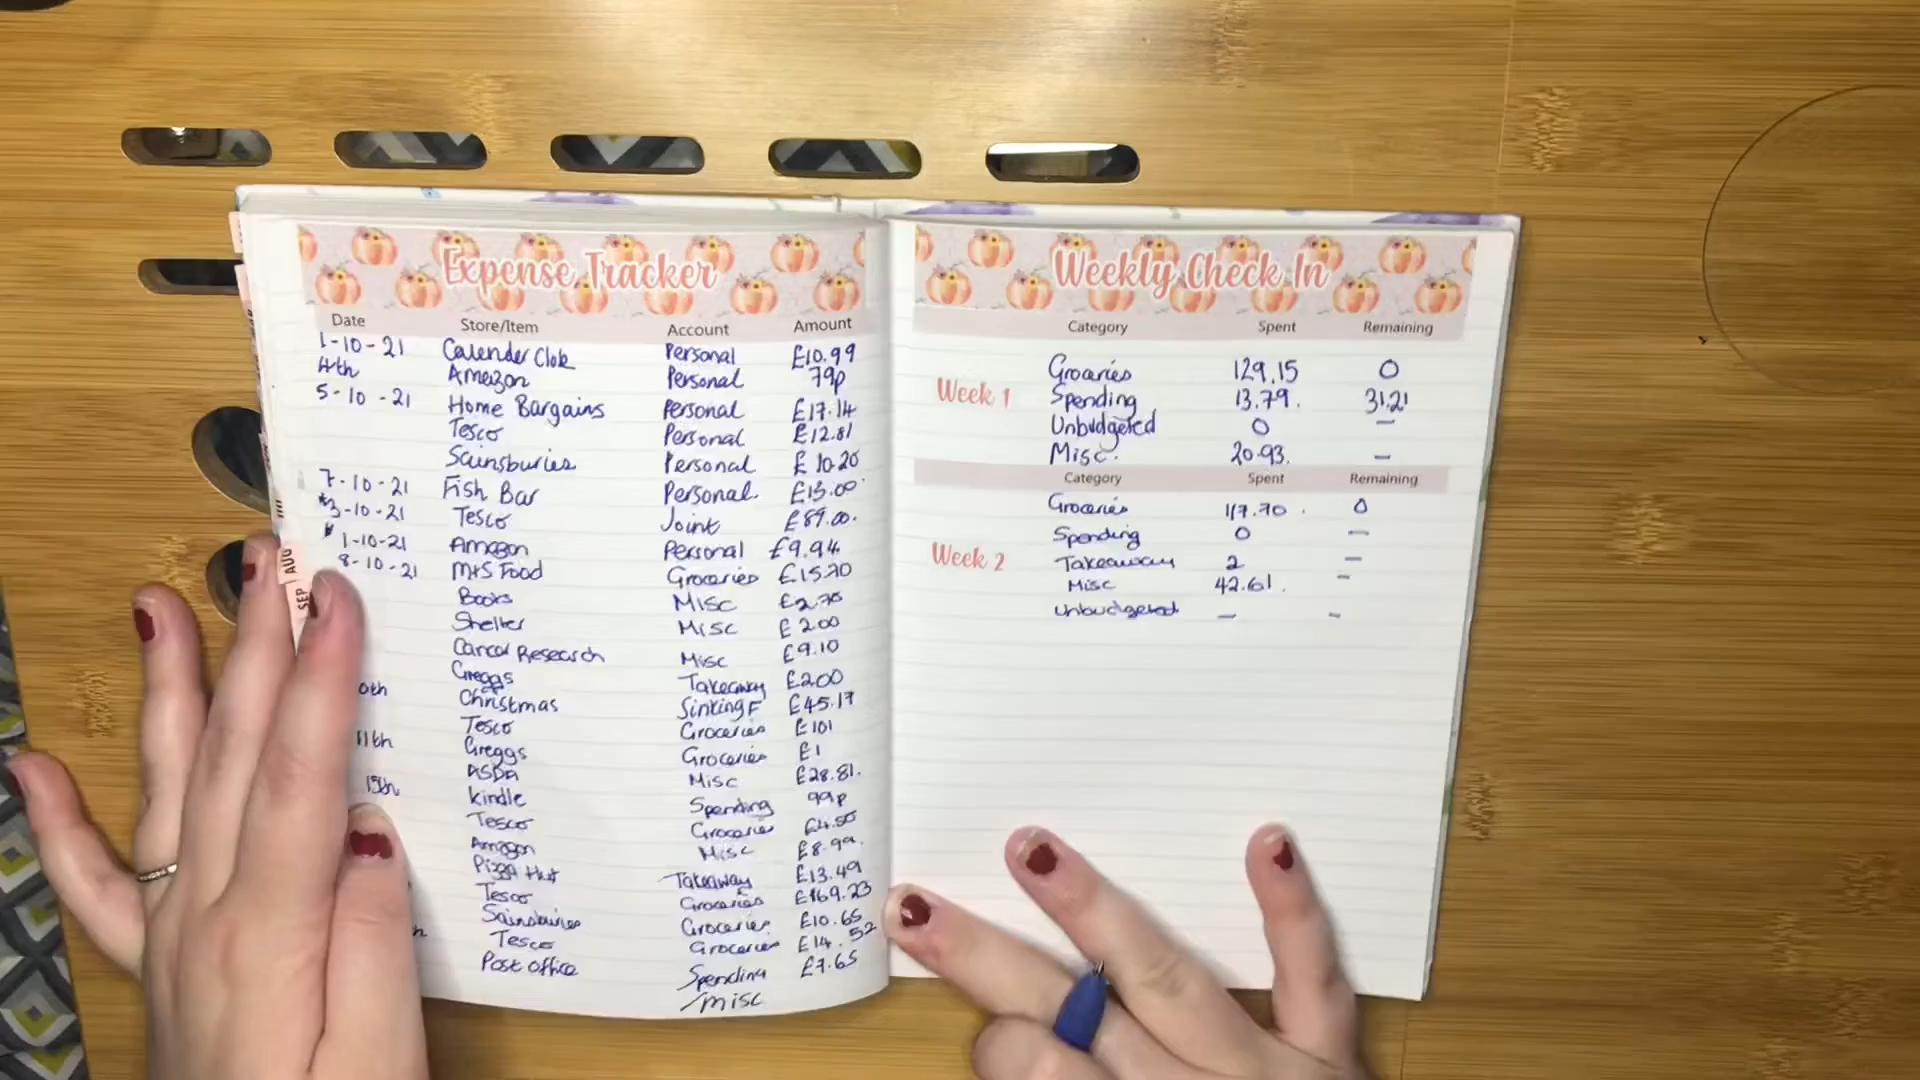 Expense Tracker
Date Store/Item Account Amount
1-10-21 Calender Club Personal £10.99
4th Amazon Personal 79p
5-10-21 Home Bargains Personal £17.14
Tesco Personal £12.81
Sainsburies Personal £10.20
7-10-21 Fish Bar Personal. £13.00
*3-10-21 Tesco Joint £89.00.
* 1-10-21 Amazon Personal £9.94
8-10-21 M+S Food Groceries £15.70
Books Misc £2.70
Shelter Misc £2.00
Cancer Research Misc £9.10
Greggs Takeaway £2.00
0th Christmas Sinking F £45.17
Tesco Groceries £101
11th Greggs Groceries £1
ASDA Misc £28.81.
15th Kindle Spending 99p
Tesco Groceries £4.50
Amazon Misc £8.99.
Pizza Hut Takeaway £13.49
Tesco Groceries £169.23
Sainsburies Groceries £10.65
Tesco Groceries £14.52
Post Office Spending £7.65
/misc
Weekly Check In
Category Spent Remaining
Week 1
Groceries 129.15 0
Spending 13.79. 31.21
Unbudgeted 0 –
Misc. 20.93. –
Category Spent Remaining
Week 2
Groceries 117.70. 0
Spending 0 –
Takeaway 2 –
Misc 42.61. –
Unbudgeted – –
AUG
SEP